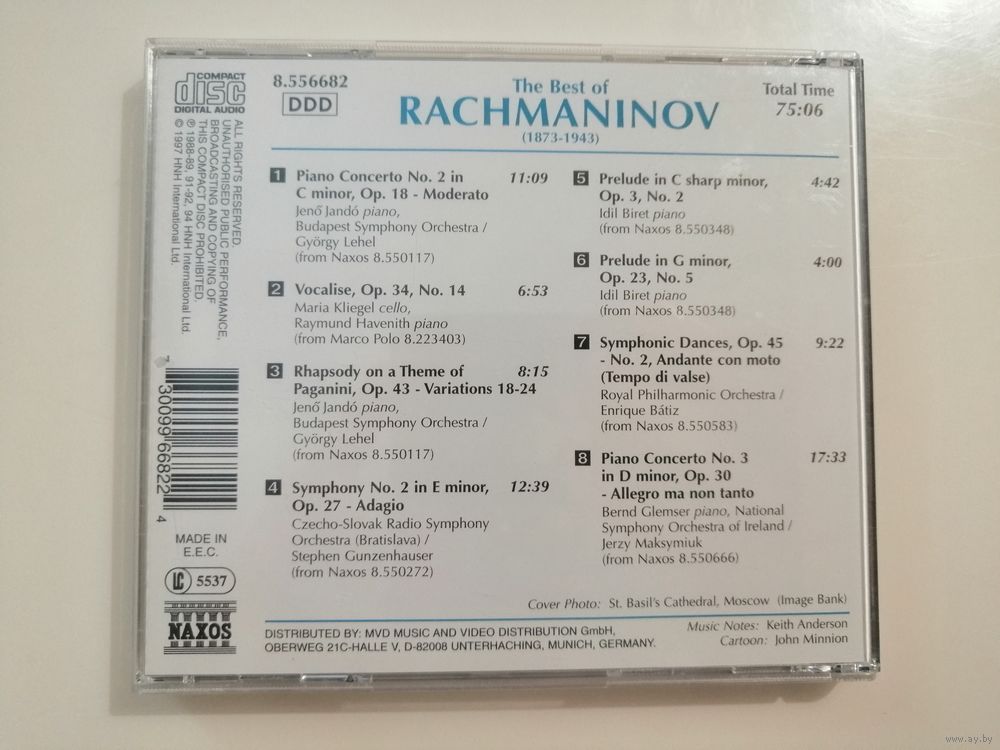 COMPACT
disc
DIGITAL AUDIO
8.556682
DDD
The Best of
RACHMANINOV
(1873-1943)
Total Time
75:06
ALL RIGHTS RESERVED.
UNAUTHORISED PUBLIC PERFORMANCE,
BROADCASTING AND COPYING OF
THIS COMPACT DISC PROHIBITED.
℗ 1988-89, 91-92, 94 HNH International Ltd.
© 1997 HNH International Ltd.
1 Piano Concerto No. 2 in 11:09
C minor, Op. 18 - Moderato
Jenő Jandó piano,
Budapest Symphony Orchestra /
György Lehel
(from Naxos 8.550117)
2 Vocalise, Op. 34, No. 14 6:53
Maria Kliegel cello,
Raymund Havenith piano
(from Marco Polo 8.223403)
3 Rhapsody on a Theme of 8:15
Paganini, Op. 43 - Variations 18-24
Jenő Jandó piano,
Budapest Symphony Orchestra /
György Lehel
(from Naxos 8.550117)
4 Symphony No. 2 in E minor, 12:39
Op. 27 - Adagio
Czecho-Slovak Radio Symphony
Orchestra (Bratislava) /
Stephen Gunzenhauser
(from Naxos 8.550272)
5 Prelude in C sharp minor, 4:42
Op. 3, No. 2
Idil Biret piano
(from Naxos 8.550348)
6 Prelude in G minor, 4:00
Op. 23, No. 5
Idil Biret piano
(from Naxos 8.550348)
7 Symphonic Dances, Op. 45 9:22
- No. 2, Andante con moto
(Tempo di valse)
Royal Philharmonic Orchestra /
Enrique Bátiz
(from Naxos 8.550583)
8 Piano Concerto No. 3 17:33
in D minor, Op. 30
- Allegro ma non tanto
Bernd Glemser piano, National
Symphony Orchestra of Ireland /
Jerzy Maksymiuk
(from Naxos 8.550666)
7 30099 66822 4
MADE IN
E.E.C.
LC 5537
NAXOS
Cover Photo: St. Basil's Cathedral, Moscow (Image Bank)
DISTRIBUTED BY: MVD MUSIC AND VIDEO DISTRIBUTION GmbH,
OBERWEG 21C-HALLE V, D-82008 UNTERHACHING, MUNICH, GERMANY.
Music Notes: Keith Anderson
Cartoon: John Minnion
www.ay.by